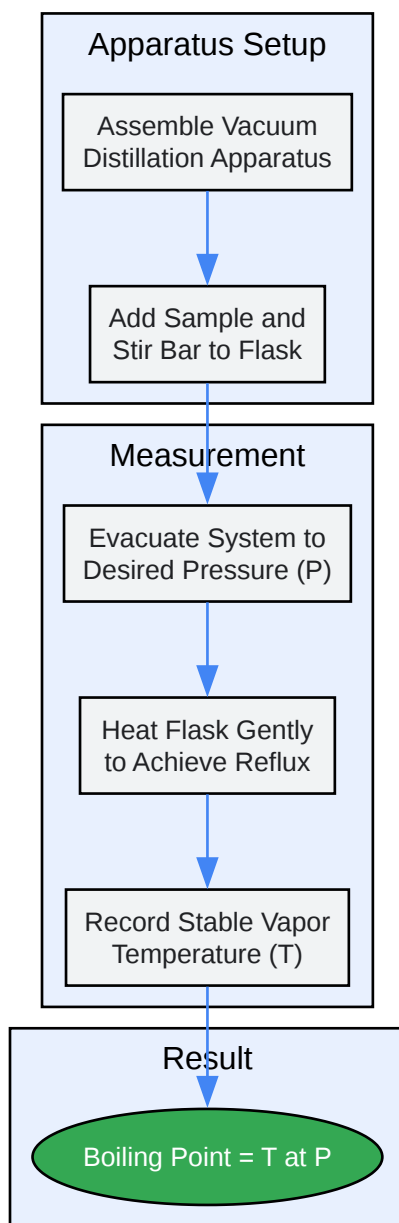 Apparatus Setup
Assemble Vacuum
Distillation Apparatus
Add Sample and
Stir Bar to Flask
Measurement
Evacuate System to
Desired Pressure (P)
Heat Flask Gently
to Achieve Reflux
Record Stable Vapor
Temperature (T)
Result
Boiling Point = T at P